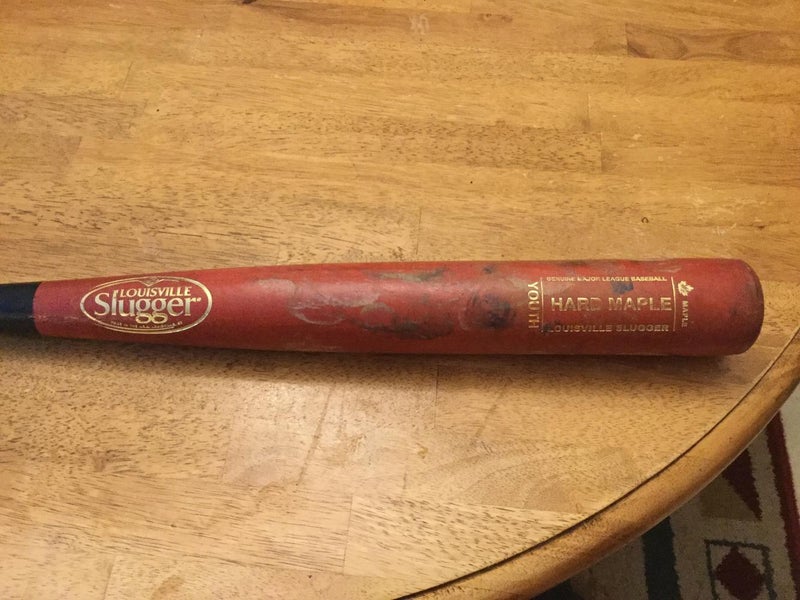 LOUISVILLE
Slugger
GENUINE MAJOR LEAGUE BASEBALL
YOUTH
HARD MAPLE
LOUISVILLE SLUGGER
MAPLE